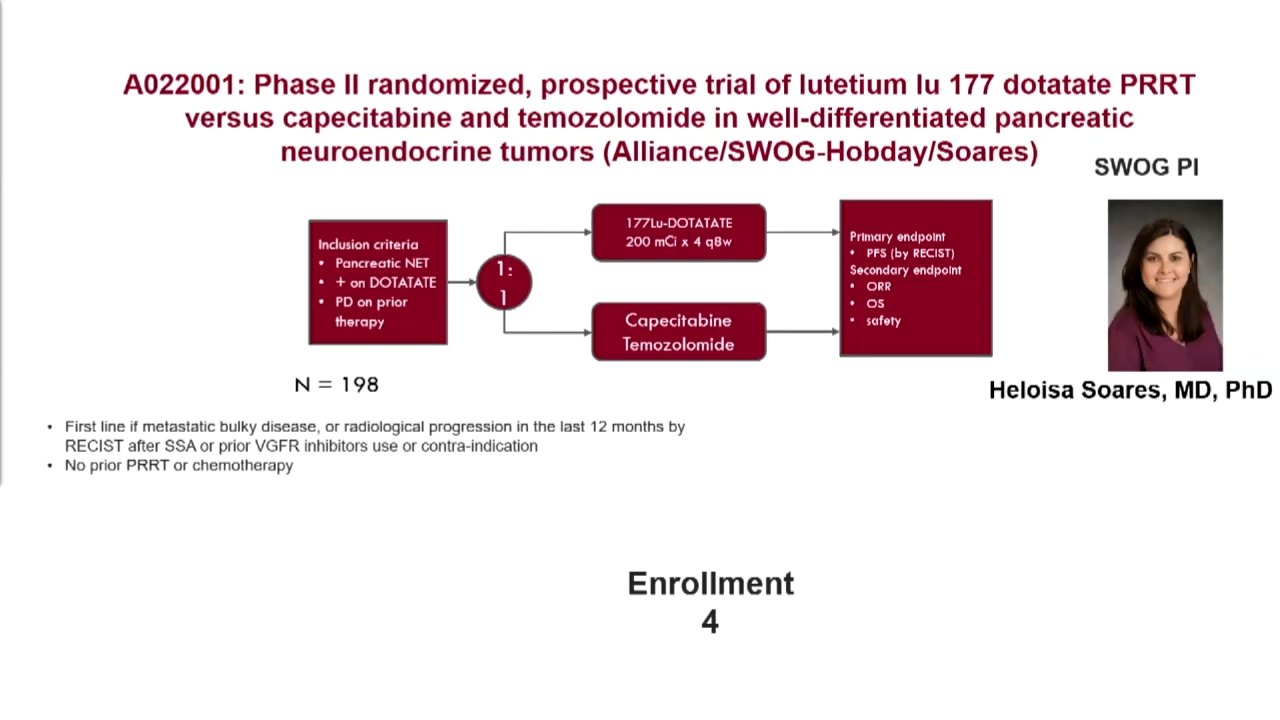 A022001: Phase II randomized, prospective trial of lutetium lu 177 dotatate PRRT
versus capecitabine and temozolomide in well-differentiated pancreatic
neuroendocrine tumors (Alliance/SWOG-Hobday/Soares)
SWOG PI
Inclusion criteria
• Pancreatic NET
• + on DOTATATE
• PD on prior
therapy
1:
1
177Lu-DOTATATE
200 mCi x 4 q8w
Capecitabine
Temozolomide
Primary endpoint
• PFS (by RECIST)
Secondary endpoint
• ORR
• OS
• safety
Heloisa Soares, MD, PhD
N = 198
• First line if metastatic bulky disease, or radiological progression in the last 12 months by
RECIST after SSA or prior VGFR inhibitors use or contra-indication
• No prior PRRT or chemotherapy
Enrollment
4